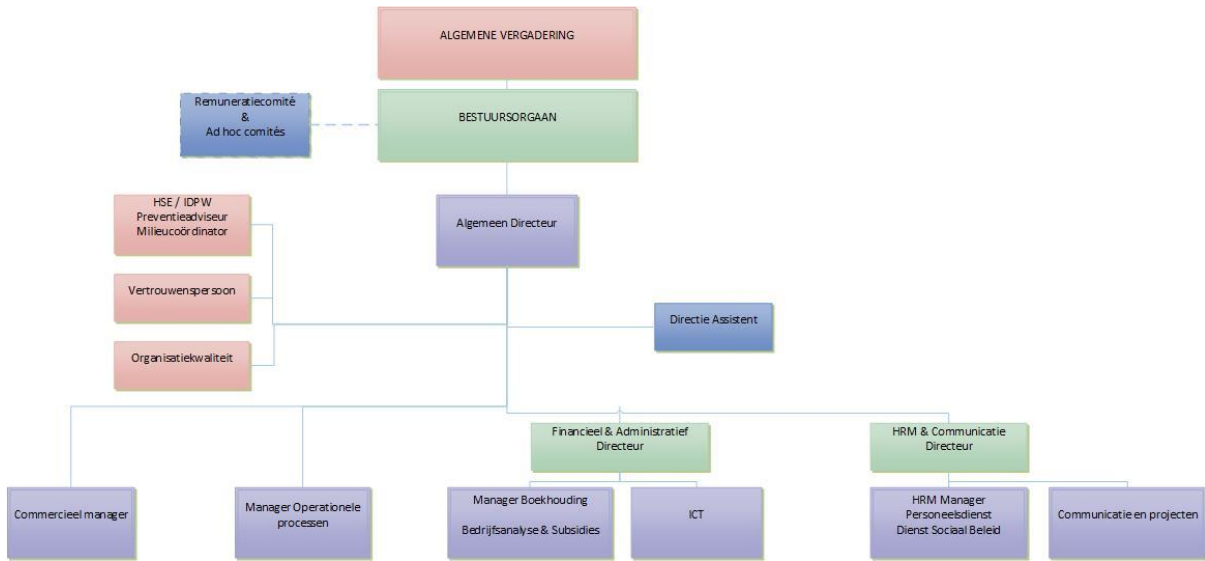 ALGEMENE VERGADERING
Remuneratiecomité
&
Ad hoc comités
BESTUURSORGAAN
HSE / IDPW
Preventieadviseur
Milieucoördinator
Algemeen Directeur
Vertrouwenspersoon
Directie Assistent
Organisatiekwaliteit
Financieel & Administratief
Directeur
HRM & Communicatie
Directeur
Commercieel manager
Manager Operationele
processen
Manager Boekhouding
Bedrijfsanalyse & Subsidies
ICT
HRM Manager
Personeelsdienst
Dienst Sociaal Beleid
Communicatie en projecten